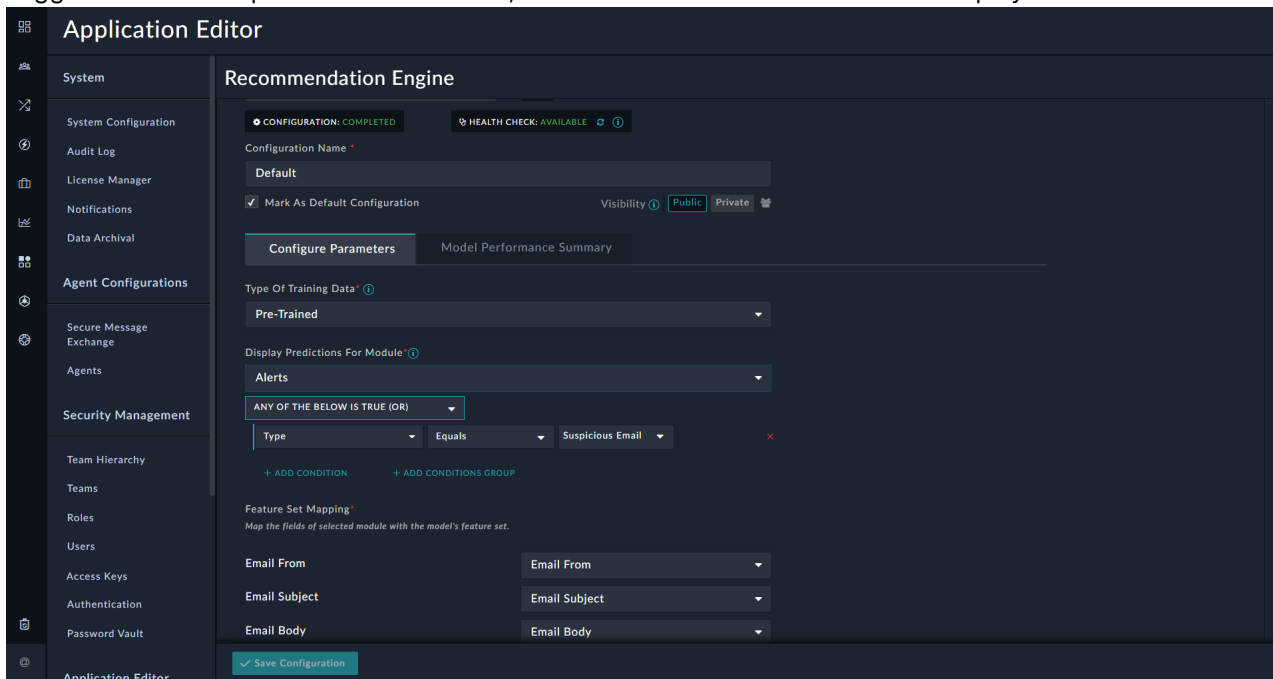 Application Editor
System
System Configuration
Audit Log
License Manager
Notifications
Data Archival
Agent Configurations
Secure Message
Exchange
Agents
Security Management
Team Hierarchy
Teams
Roles
Users
Access Keys
Authentication
Password Vault
Application Editor
Recommendation Engine
CONFIGURATION: COMPLETED
HEALTH CHECK: AVAILABLE
Configuration Name *
Default
Mark As Default Configuration
Visibility Public Private
Configure Parameters
Model Performance Summary
Type Of Training Data*
Pre-Trained
Display Predictions For Module*
Alerts
ANY OF THE BELOW IS TRUE (OR)
Type Equals Suspicious Email
+ ADD CONDITION + ADD CONDITIONS GROUP
Feature Set Mapping*
Map the fields of selected module with the model's feature set.
Email From Email From
Email Subject Email Subject
Email Body Email Body
Save Configuration